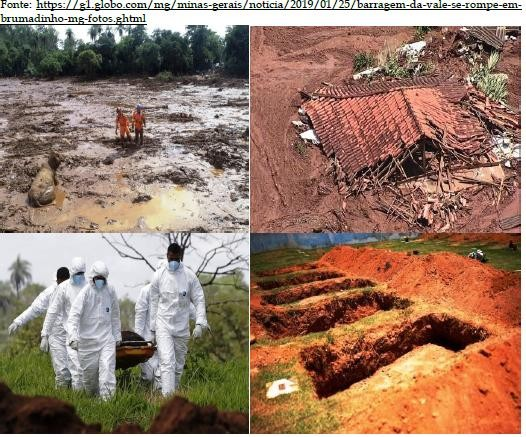 Fonte: https://g1.globo.com/mg/minas-gerais/noticia/2019/01/25/barragem-da-vale-se-rompe-em-
brumadinho-mg-fotos.ghtml